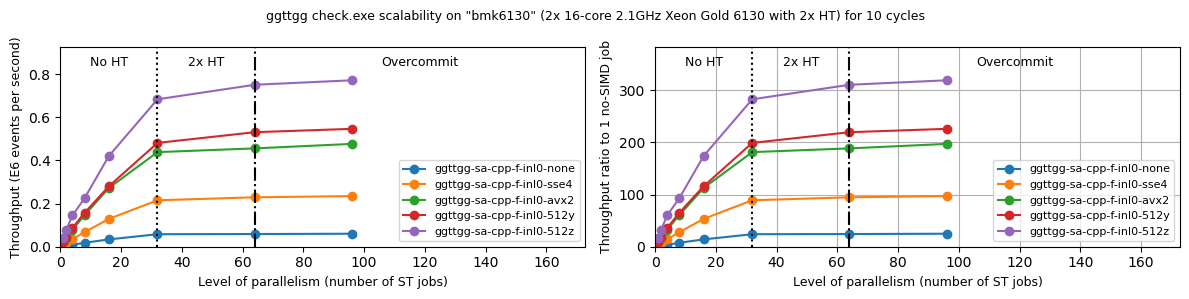 ggttgg check.exe scalability on "bmk6130" (2x 16-core 2.1GHz Xeon Gold 6130 with 2x HT) for 10 cycles
Throughput (E6 events per second)
0.8
0.6
0.4
0.2
0.0
No HT
2x HT
Overcommit
ggttgg-sa-cpp-f-inl0-none
ggttgg-sa-cpp-f-inl0-sse4
ggttgg-sa-cpp-f-inl0-avx2
ggttgg-sa-cpp-f-inl0-512y
ggttgg-sa-cpp-f-inl0-512z
0 20 40 60 80 100 120 140 160
Level of parallelism (number of ST jobs)
Throughput ratio to 1 no-SIMD job
300
200
100
0
No HT
2x HT
Overcommit
ggttgg-sa-cpp-f-inl0-none
ggttgg-sa-cpp-f-inl0-sse4
ggttgg-sa-cpp-f-inl0-avx2
ggttgg-sa-cpp-f-inl0-512y
ggttgg-sa-cpp-f-inl0-512z
0 20 40 60 80 100 120 140 160
Level of parallelism (number of ST jobs)